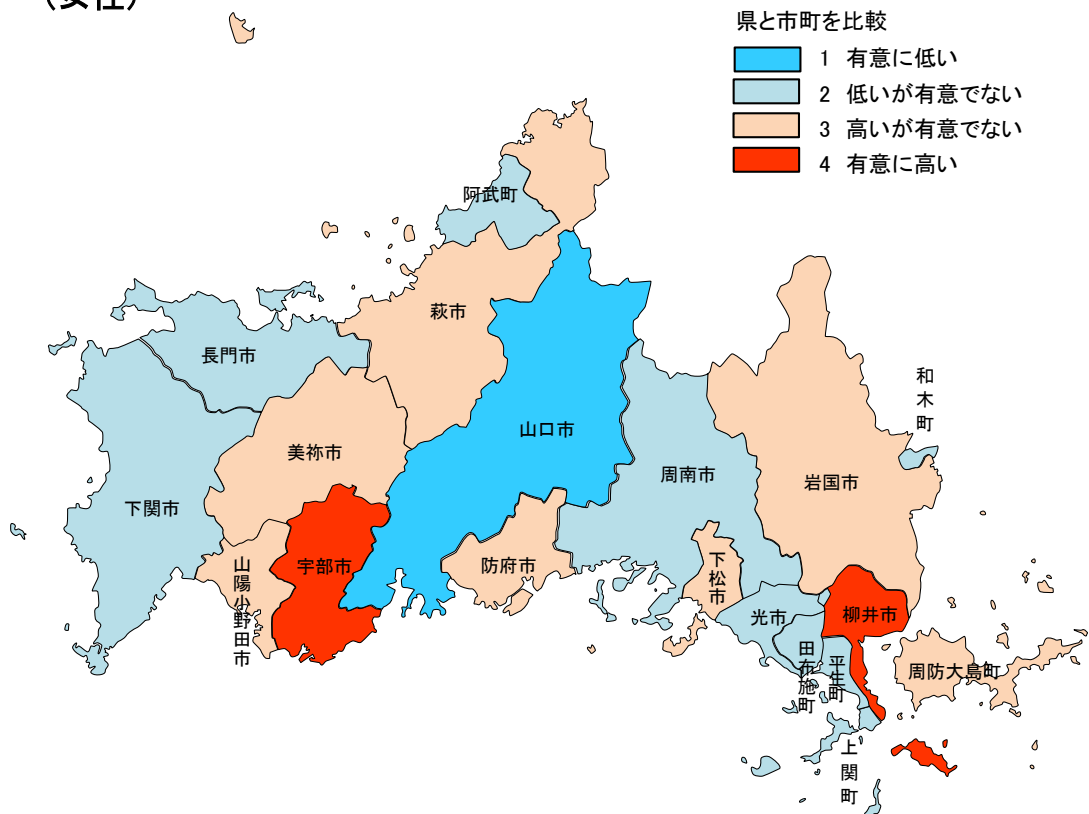 （女性）
県と市町を比較
1 有意に低い
2 低いが有意でない
3 高いが有意でない
4 有意に高い
阿武町
萩市
長門市
和木町
山口市
美祢市
周南市
岩国市
下関市
山陽小野田市
宇部市
防府市
下松市
光市
柳井市
田布施町
平生町
周防大島町
上関町